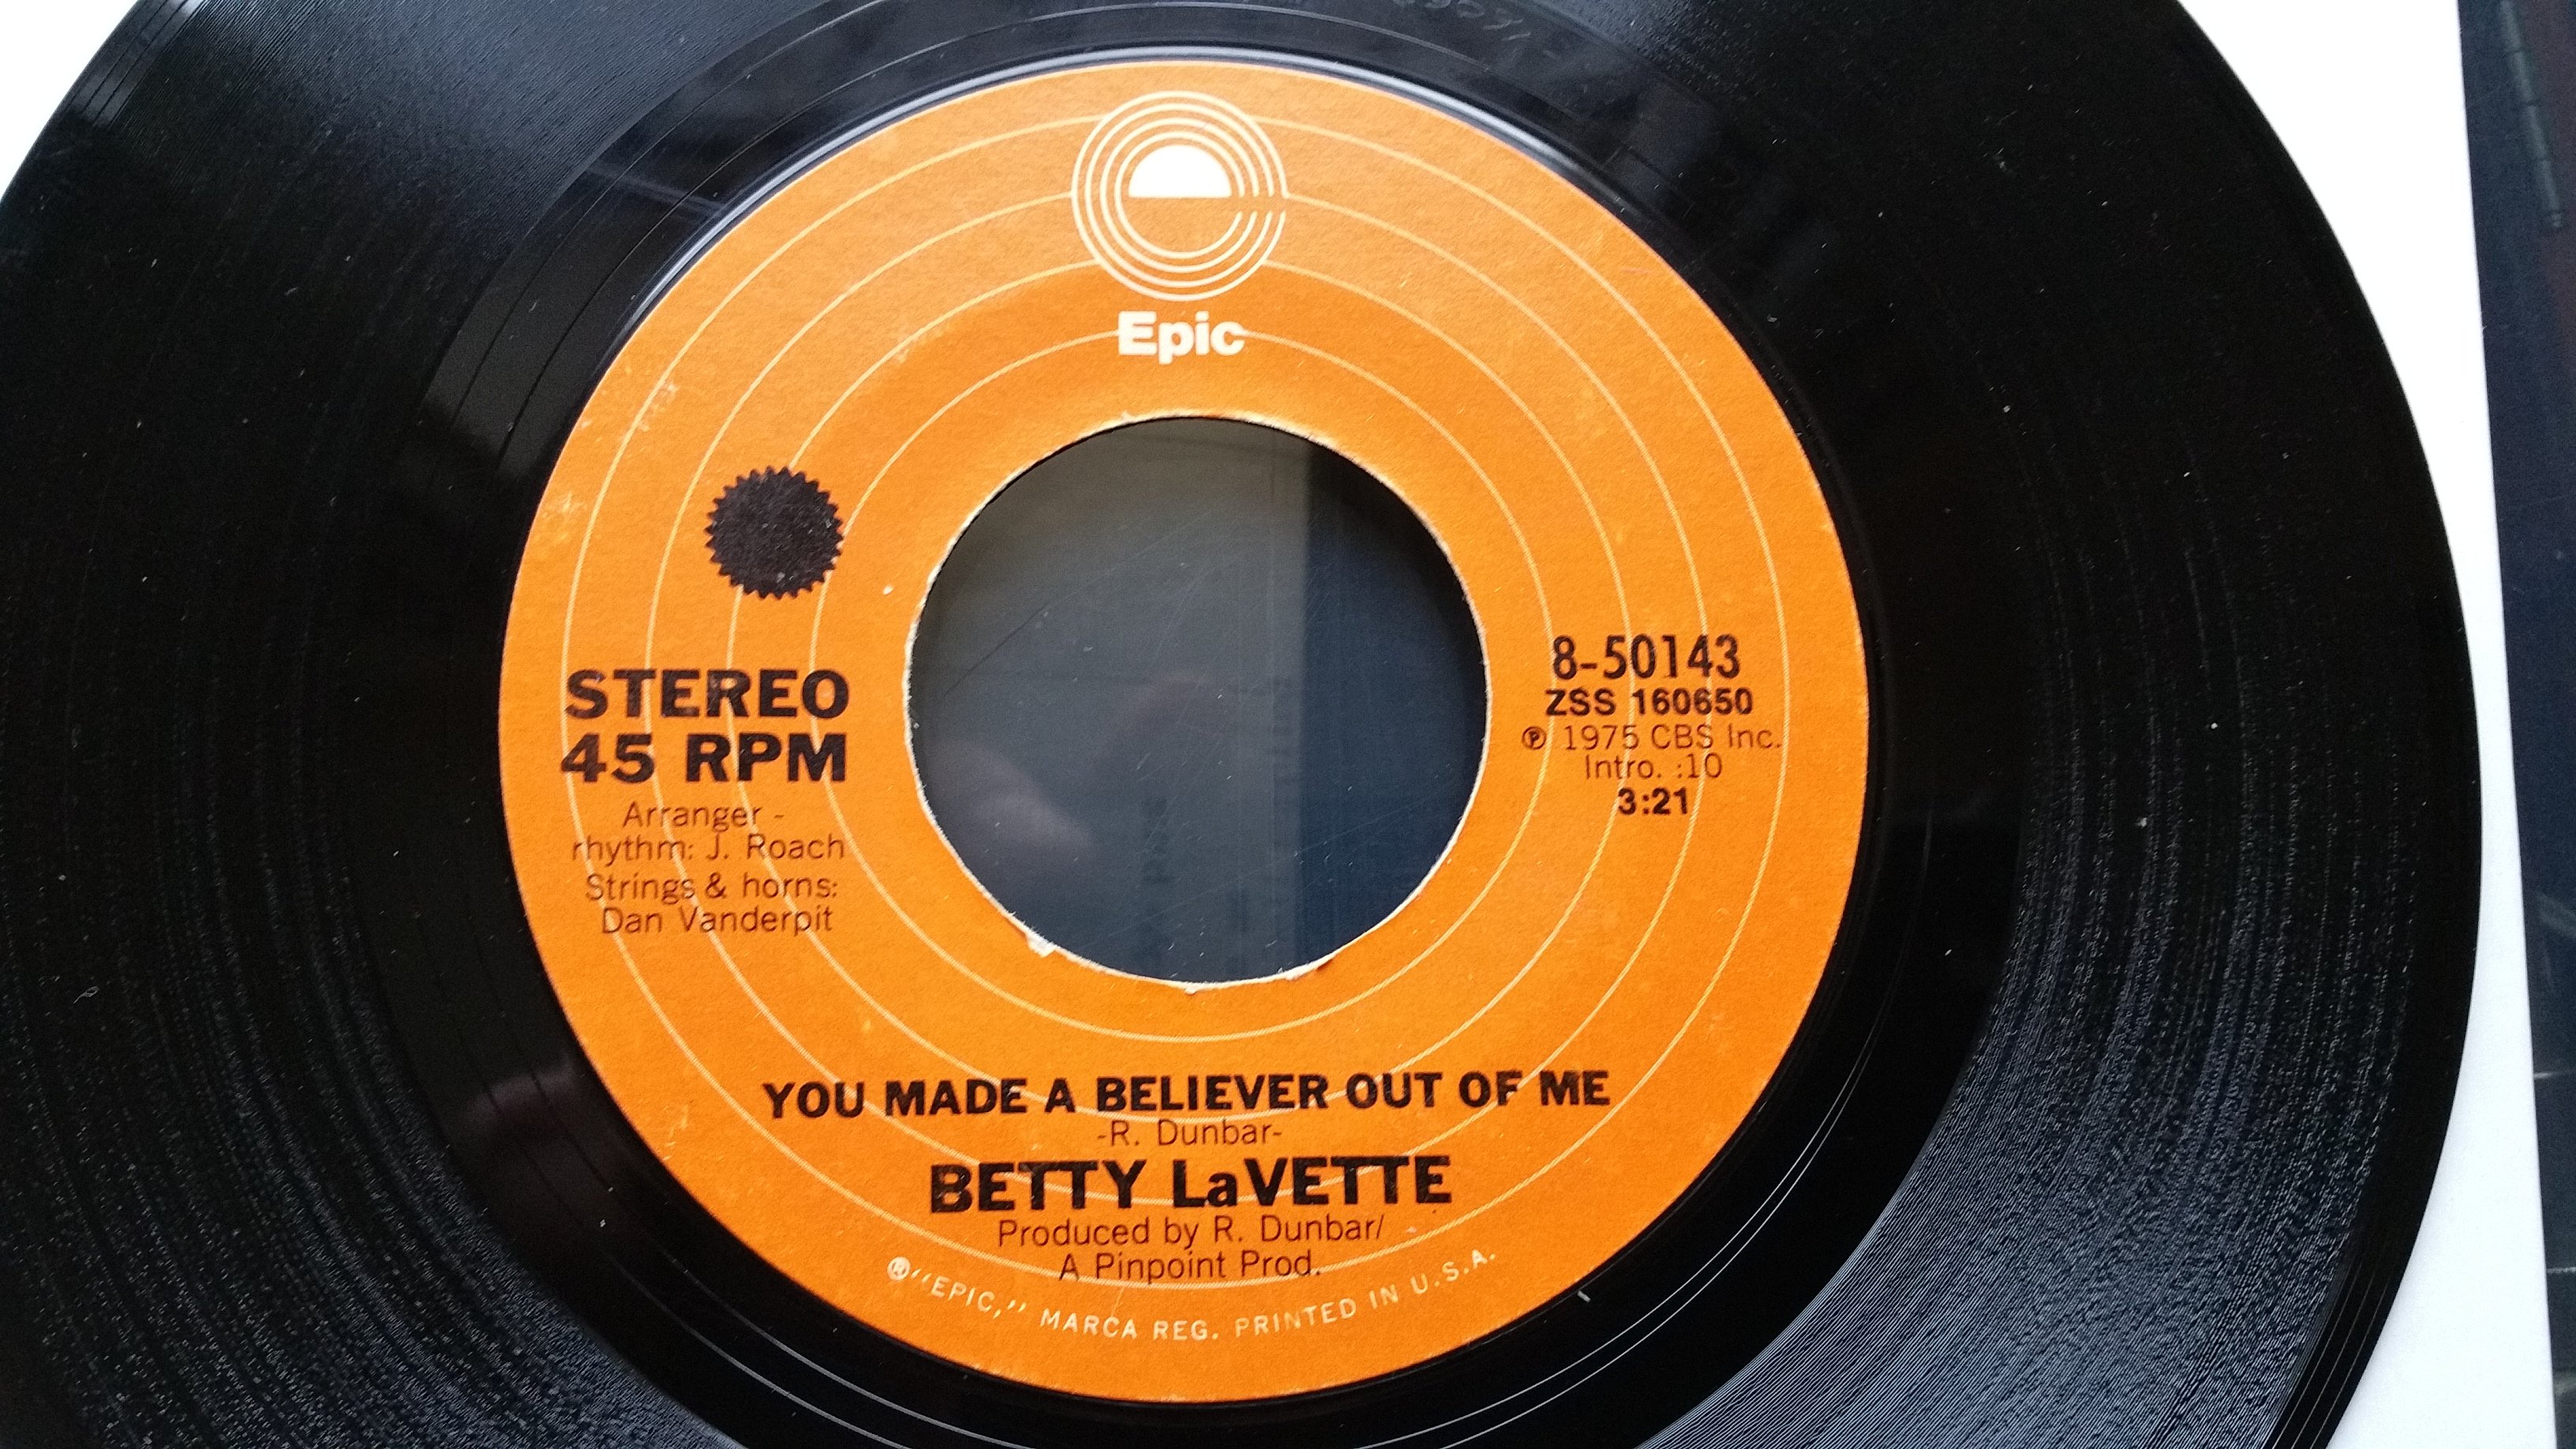 Epic
STEREO
45 RPM
Arranger -
rhythm: J. Roach
Strings & horns:
Dan Vanderpit
8-50143
ZSS 160650
℗ 1975 CBS Inc.
Intro. :10
3:21
YOU MADE A BELIEVER OUT OF ME
-R. Dunbar-
BETTY LaVETTE
Produced by R. Dunbar/
A Pinpoint Prod.
® "EPIC," MARCA REG. PRINTED IN U.S.A.